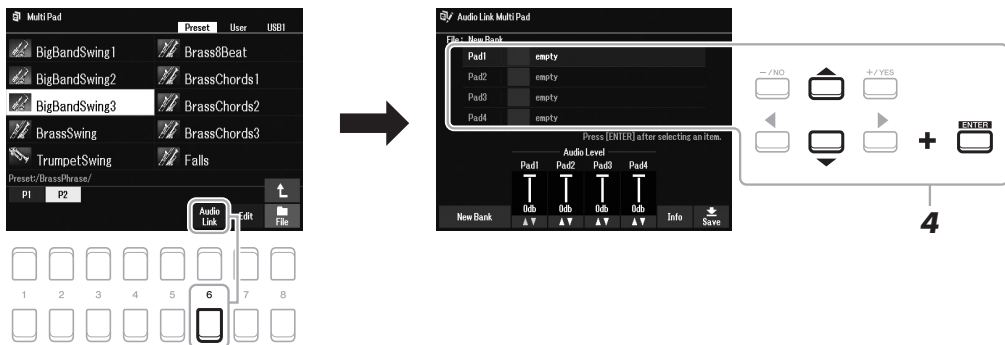 Multi Pad
Preset User USB1
BigBandSwing1 Brass8Beat
BigBandSwing2 BrassChords1
BigBandSwing3 BrassChords2
BrassSwing BrassChords3
TrumpetSwing Falls
Preset:/BrassPhrase/
P1 P2
Audio Link Edit File
1 2 3 4 5 6 7 8
Audio Link Multi Pad
File: New Bank
Pad1 empty
Pad2 empty
Pad3 empty
Pad4 empty
Press [ENTER] after selecting an item.
Audio Level
Pad1 Pad2 Pad3 Pad4
0db 0db 0db 0db
New Bank Info Save
−/NO +/YES
ENTER
+
4